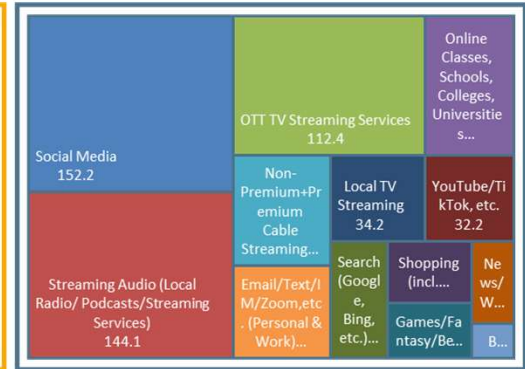 Social Media
152.2
Streaming Audio (Local
Radio/ Podcasts/Streaming
Services)
144.1
OTT TV Streaming Services
112.4
Online
Classes,
Schools,
Colleges,
Universitie
s...
Non-
Premium+Pr
emium
Cable
Streaming...
Local TV
Streaming
34.2
YouTube/Ti
kTok, etc.
32.2
Email/Text/I
M/Zoom,etc
. (Personal &
Work)...
Search
(Googl
e,
Bing,
etc.)...
Shopping
(incl....
Games/Fa
ntasy/Be...
Ne
ws/
W...
B...